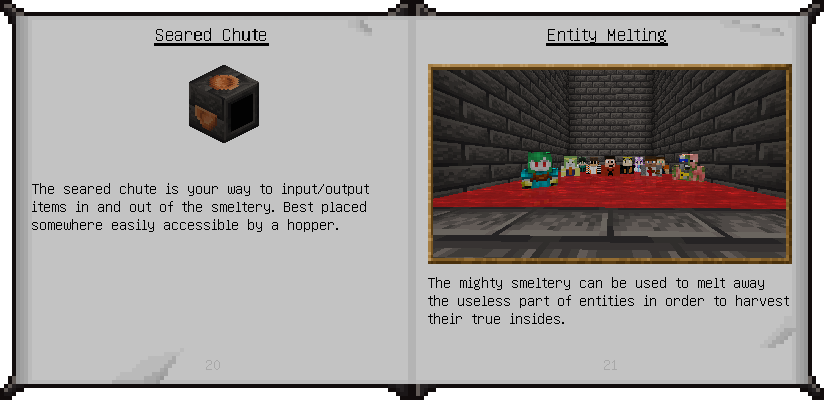 Seared Chute
The seared chute is your way to input/output
items in and out of the smeltery. Best placed
somewhere easily accessible by a hopper.
20
Entity Melting
The mighty smeltery can be used to melt away
the useless part of entities in order to harvest
their true insides.
21